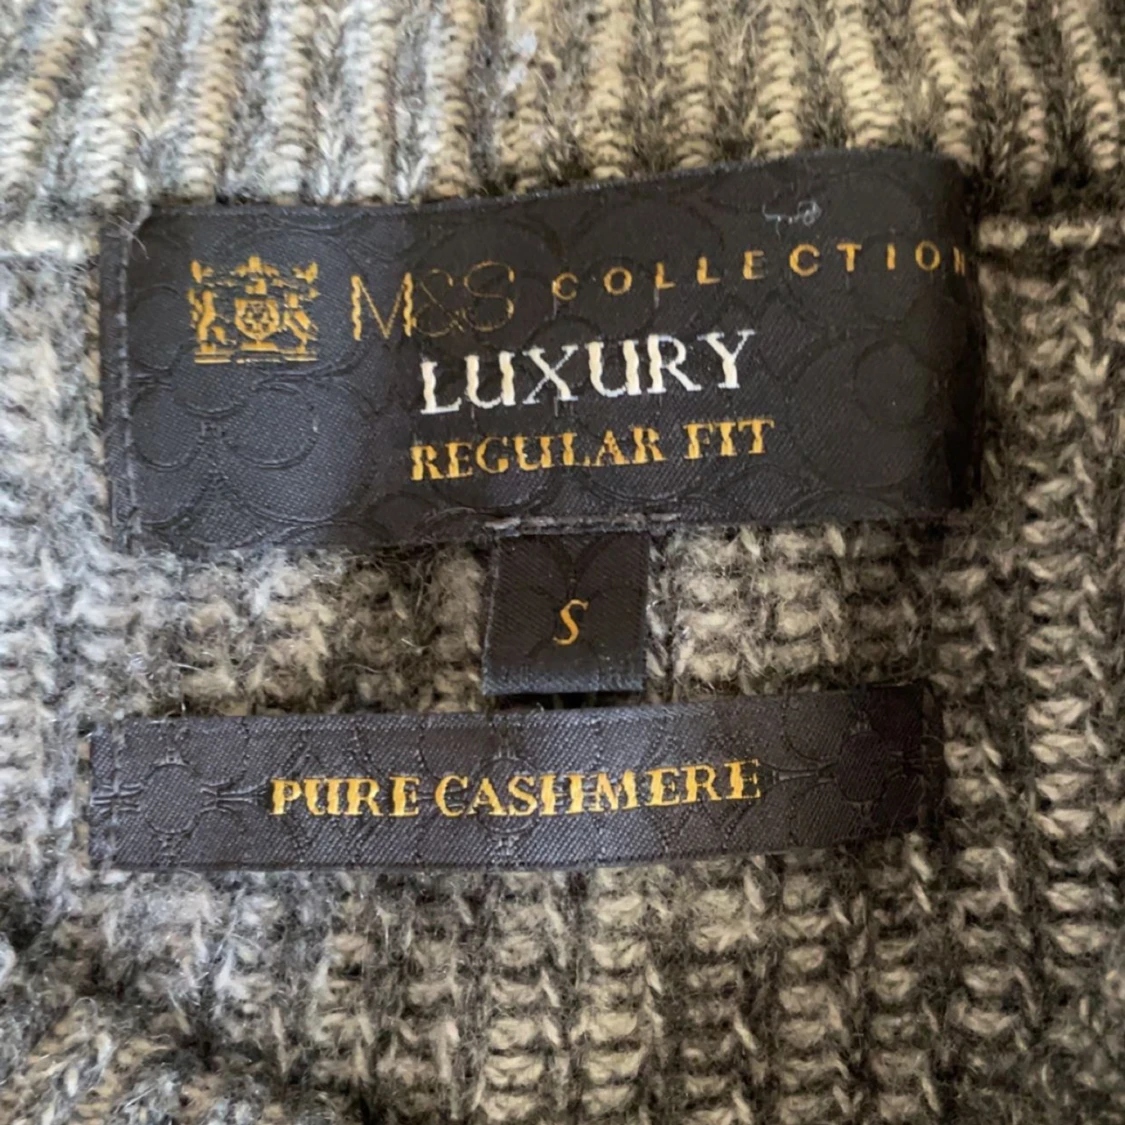 M&S COLLECTION
LUXURY
REGULAR FIT
S
PURE CASHMERE